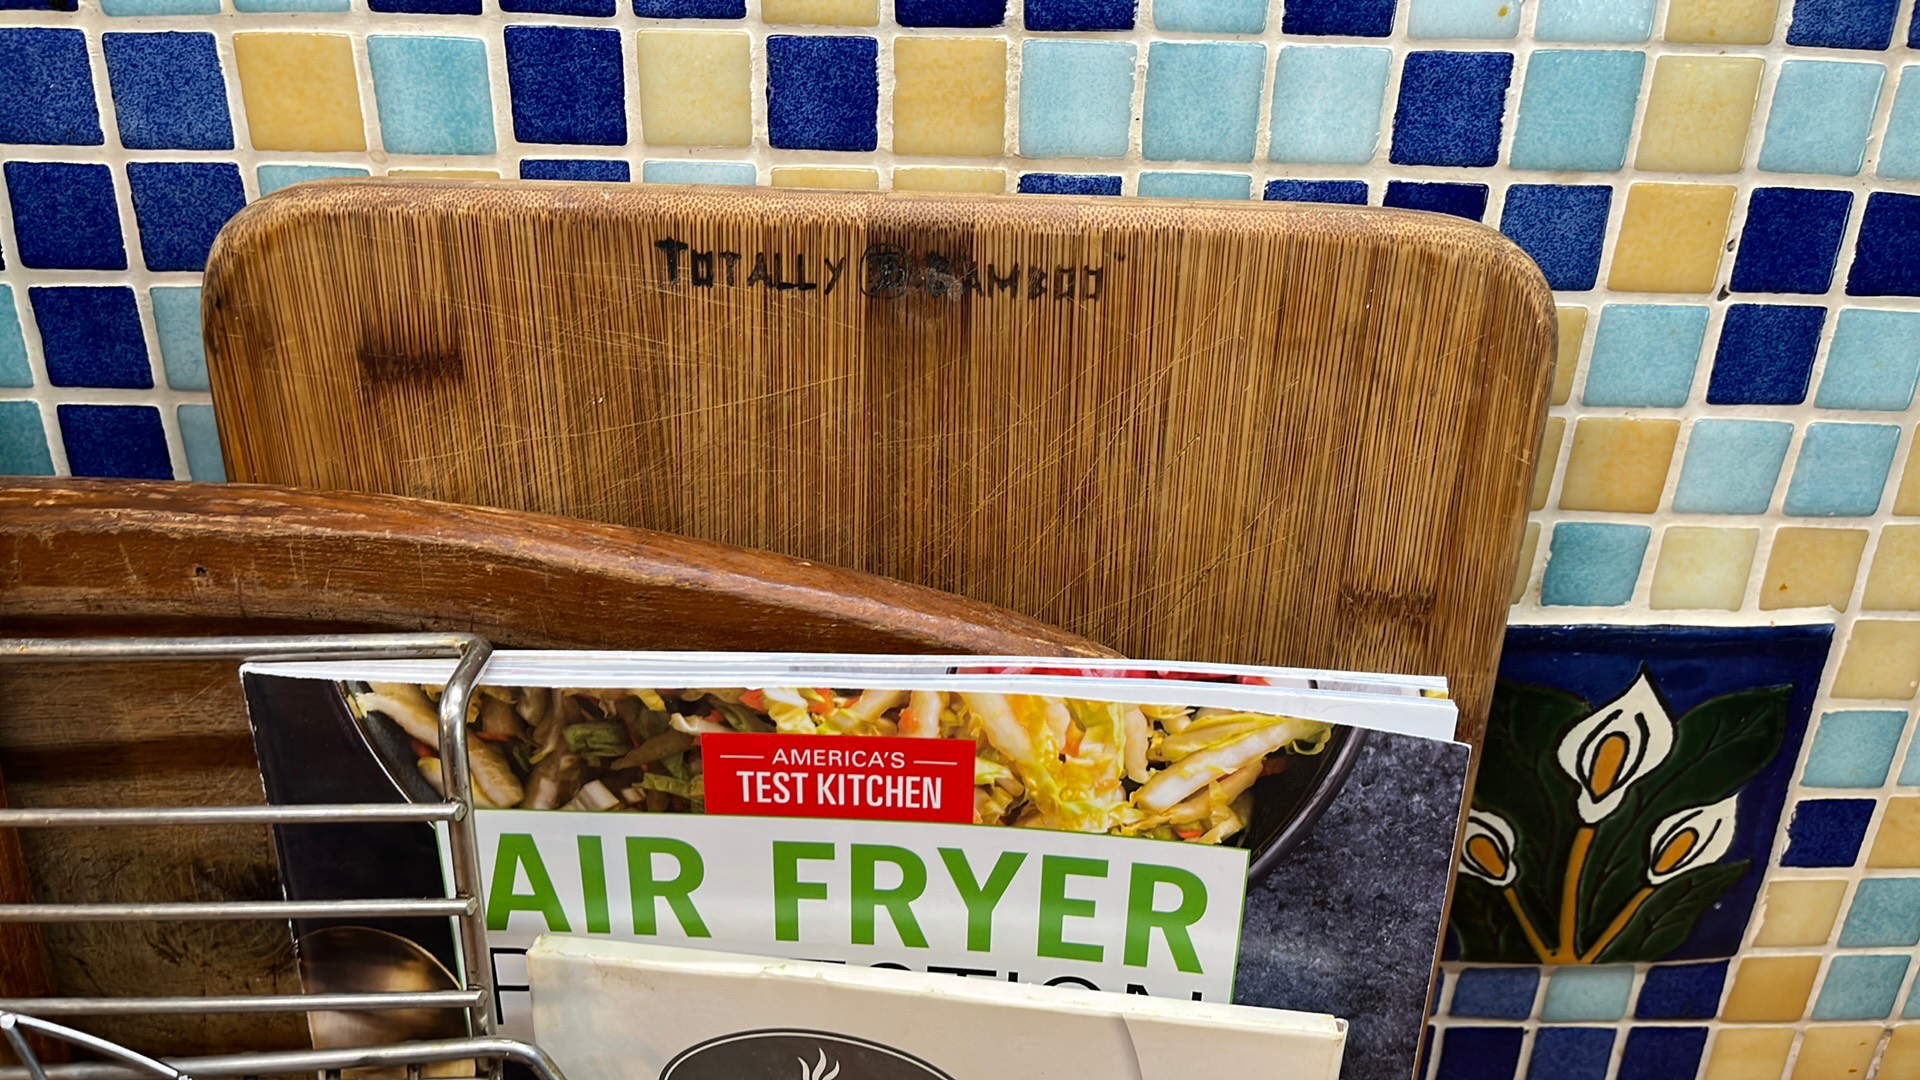 TOTALLY BAMBOO
AMERICA'S
TEST KITCHEN
AIR FRYER